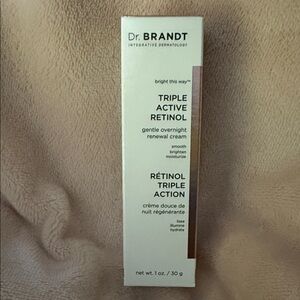 Dr. BRANDT
INTEGRATIVE DERMATOLOGY
bright this way™
TRIPLE
ACTIVE
RETINOL
gentle overnight
renewal cream
smooth
brighten
moisturize
RÉTINOL
TRIPLE
ACTION
crème douce de
nuit régénérante
lisse
illumine
hydrate
net wt. 1 oz. / 30 g